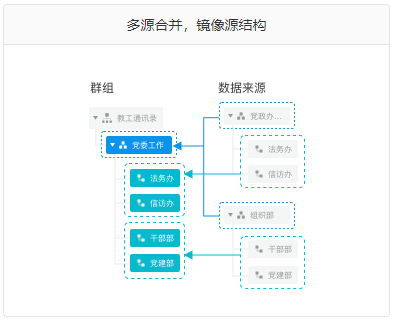 多源合并，镜像源结构
群组
数据来源
教工通讯录
党政办...
党委工作
法务办
法务办
信访办
信访办
组织部
干部部
干部部
党建部
党建部